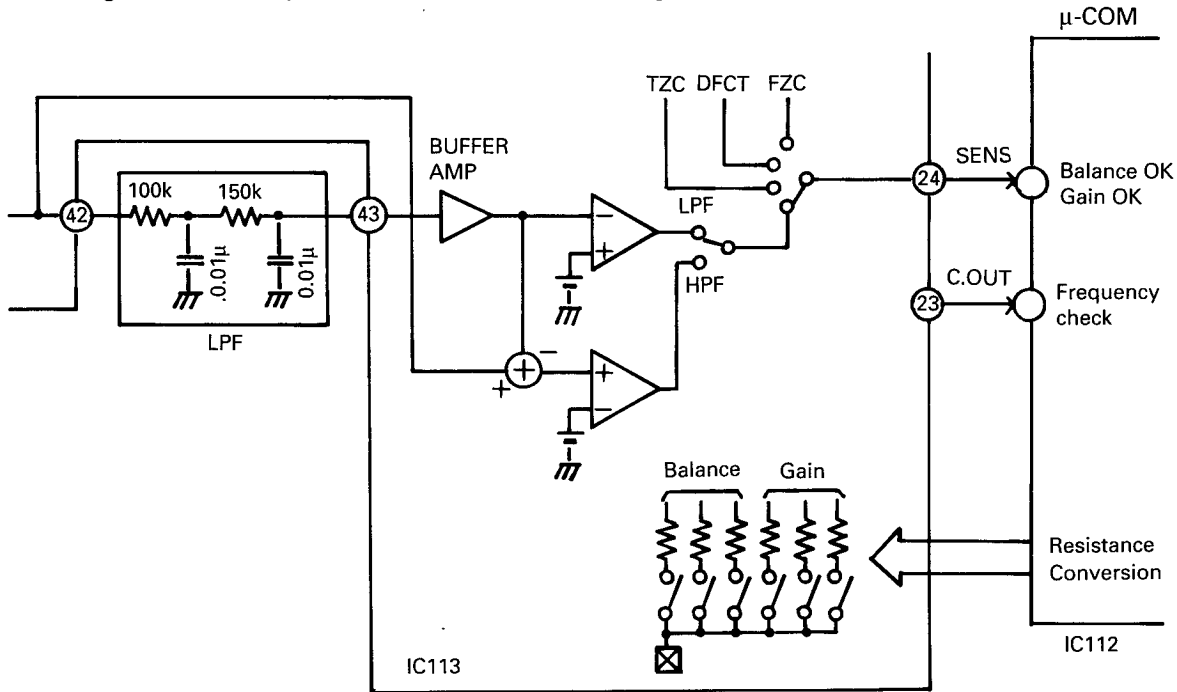 μ-COM
TZC DFCT FZC
BUFFER
AMP
SENS
24
Balance OK
Gain OK
100k
150k
42
43
LPF
.0.01μ
0.01μ
HPF
LPF
C.OUT
23
Frequency
check
−
+
−
+
+
+
−
Balance
Gain
Resistance
Conversion
IC113
IC112